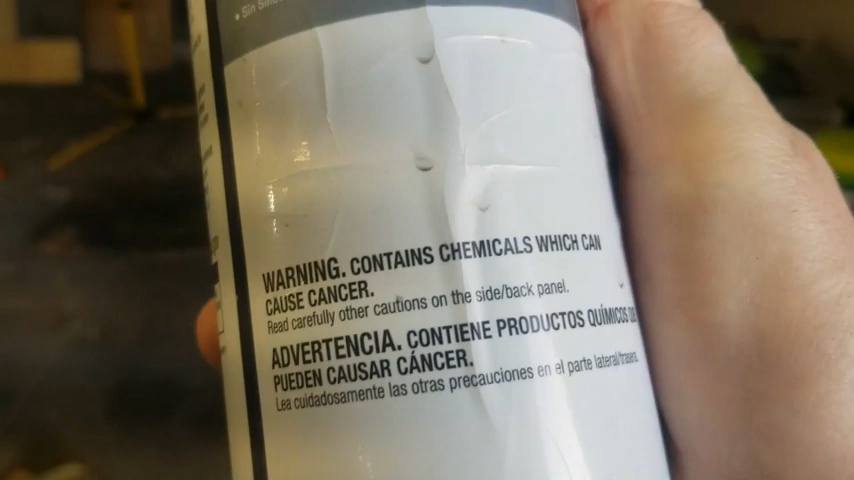 • Sin
WARNING. CONTAINS CHEMICALS WHICH CAN
CAUSE CANCER.
Read carefully other cautions on the side/back panel.
ADVERTENCIA. CONTIENE PRODUCTOS QUÍMICOS
PUEDEN CAUSAR CÁNCER.
Lea cuidadosamente las otras precauciones en el parte lateral/trasera.